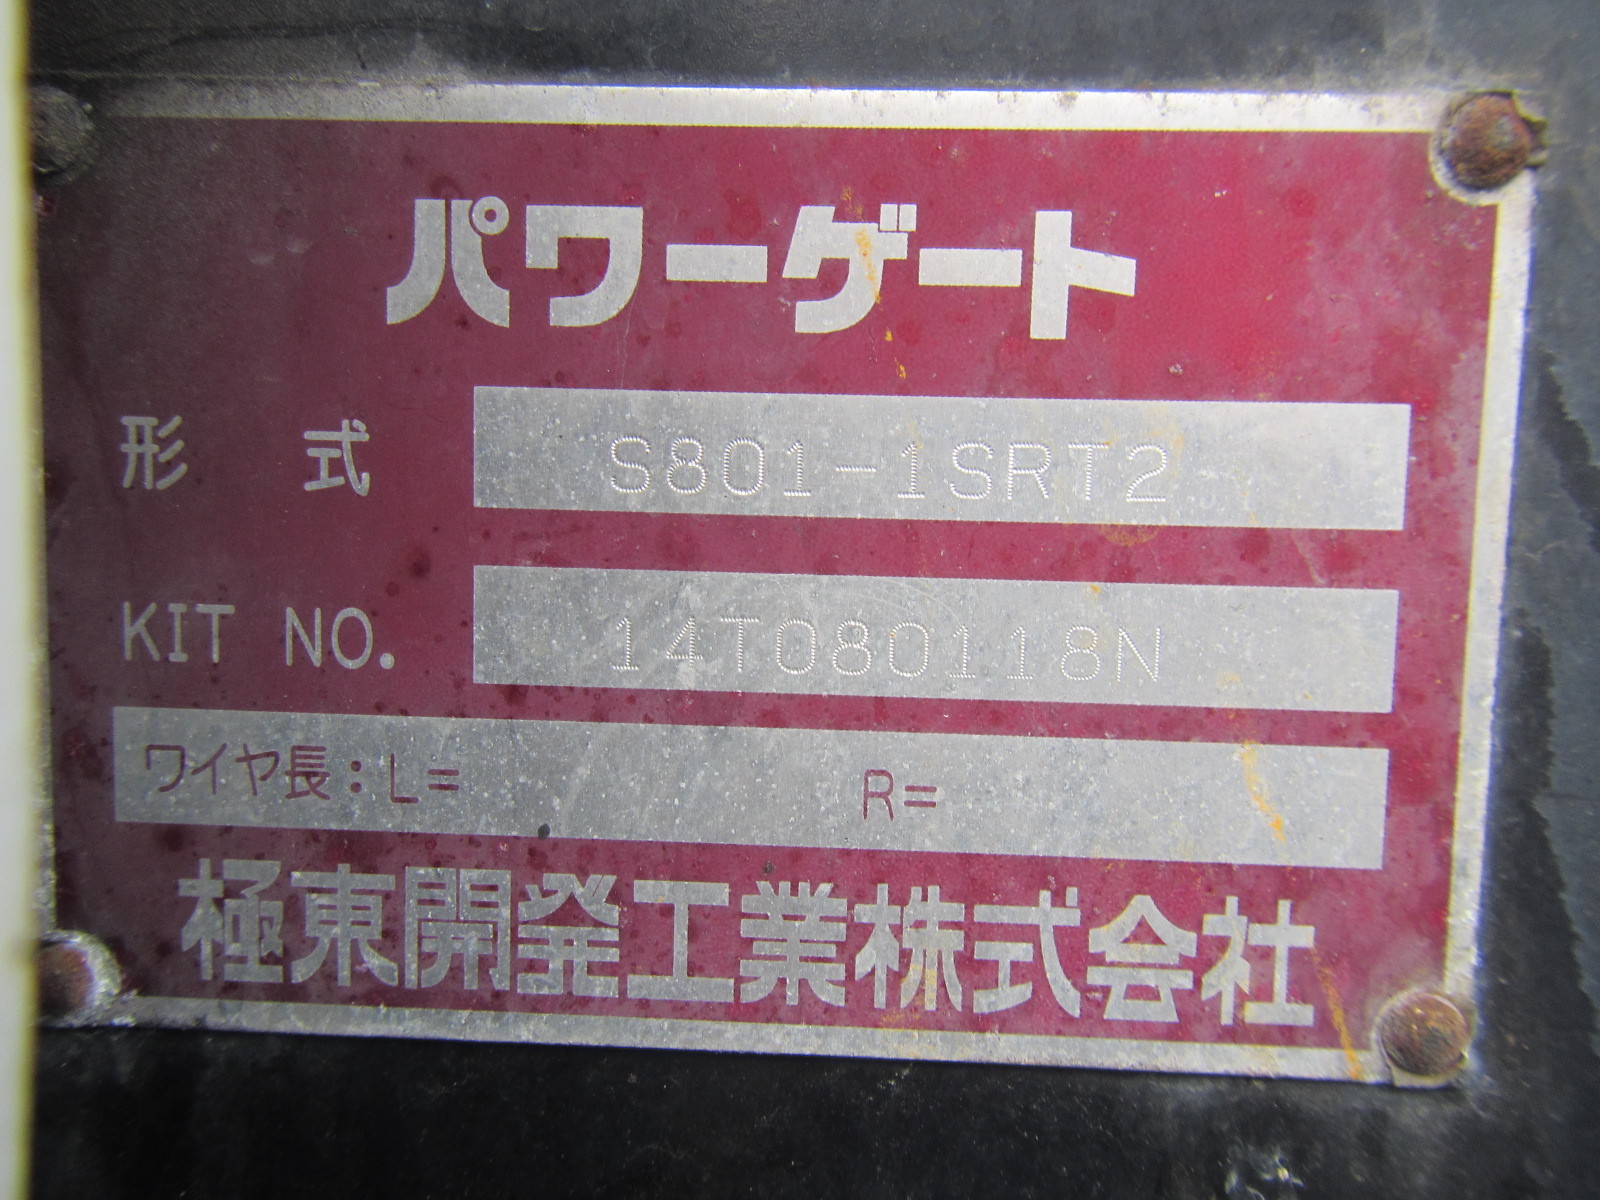 パワーゲート
形 式 S801-1SRT2
KIT NO. 14T080118N
ワイヤ長:L= R=
極東開発工業株式会社